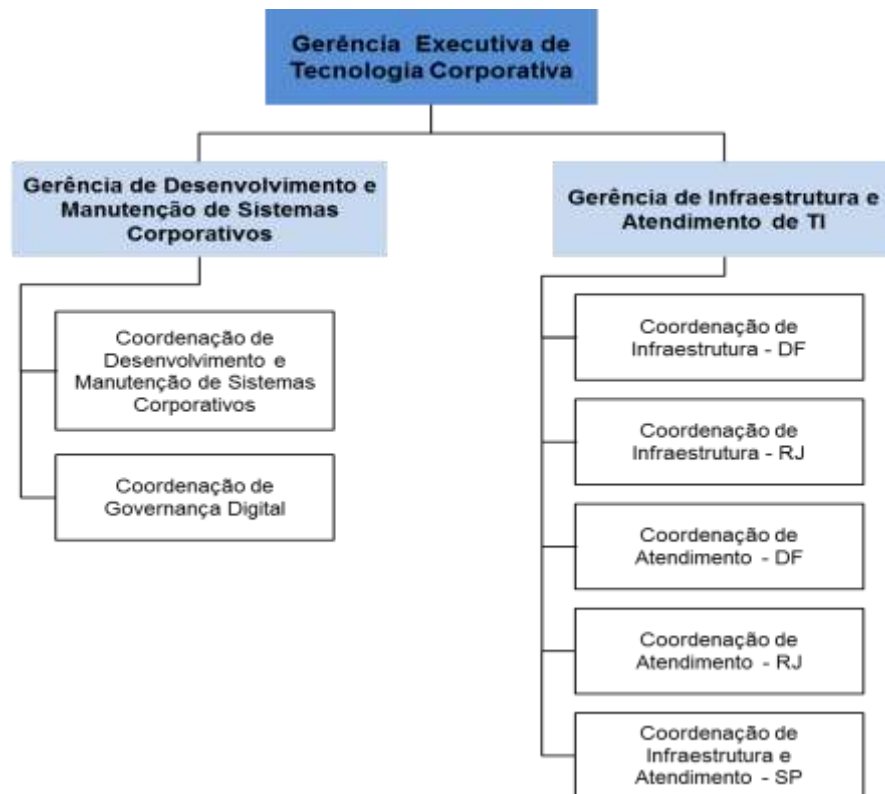 Gerência Executiva de
Tecnologia Corporativa
Gerência de Desenvolvimento e
Manutenção de Sistemas
Corporativos
Coordenação de
Desenvolvimento e
Manutenção de Sistemas
Corporativos
Coordenação de
Governança Digital
Gerência de Infraestrutura e
Atendimento de TI
Coordenação de
Infraestrutura - DF
Coordenação de
Infraestrutura - RJ
Coordenação de
Atendimento - DF
Coordenação de
Atendimento - RJ
Coordenação de
Infraestrutura e
Atendimento - SP